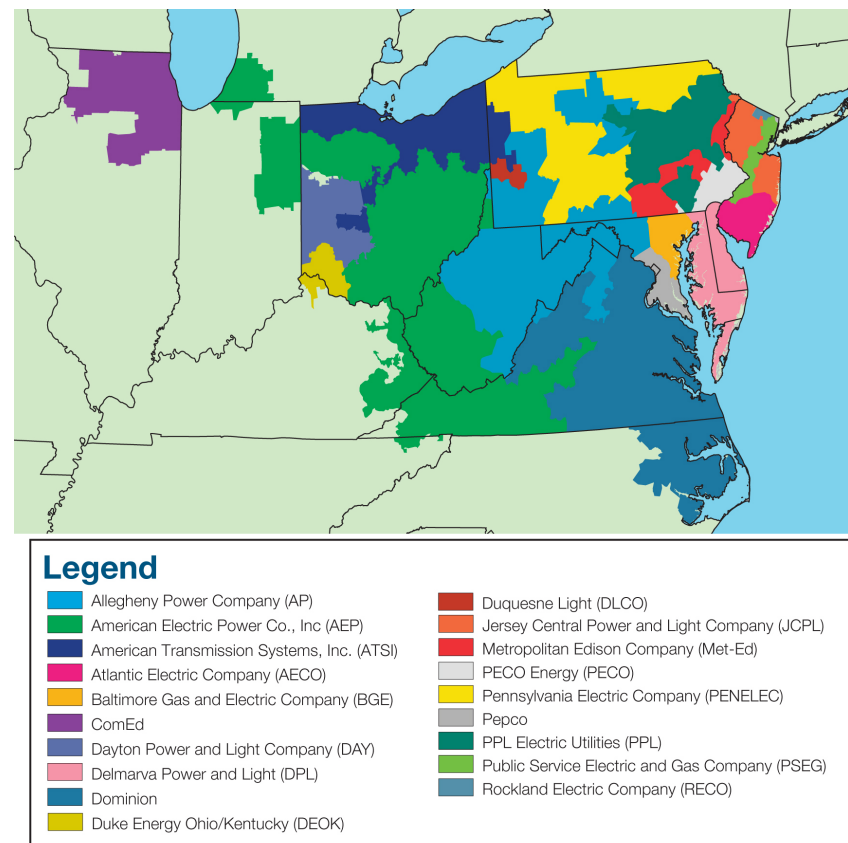 Legend
Allegheny Power Company (AP)
American Electric Power Co., Inc (AEP)
American Transmission Systems, Inc. (ATSI)
Atlantic Electric Company (AECO)
Baltimore Gas and Electric Company (BGE)
ComEd
Dayton Power and Light Company (DAY)
Delmarva Power and Light (DPL)
Dominion
Duke Energy Ohio/Kentucky (DEOK)
Duquesne Light (DLCO)
Jersey Central Power and Light Company (JCPL)
Metropolitan Edison Company (Met-Ed)
PECO Energy (PECO)
Pennsylvania Electric Company (PENELEC)
Pepco
PPL Electric Utilities (PPL)
Public Service Electric and Gas Company (PSEG)
Rockland Electric Company (RECO)